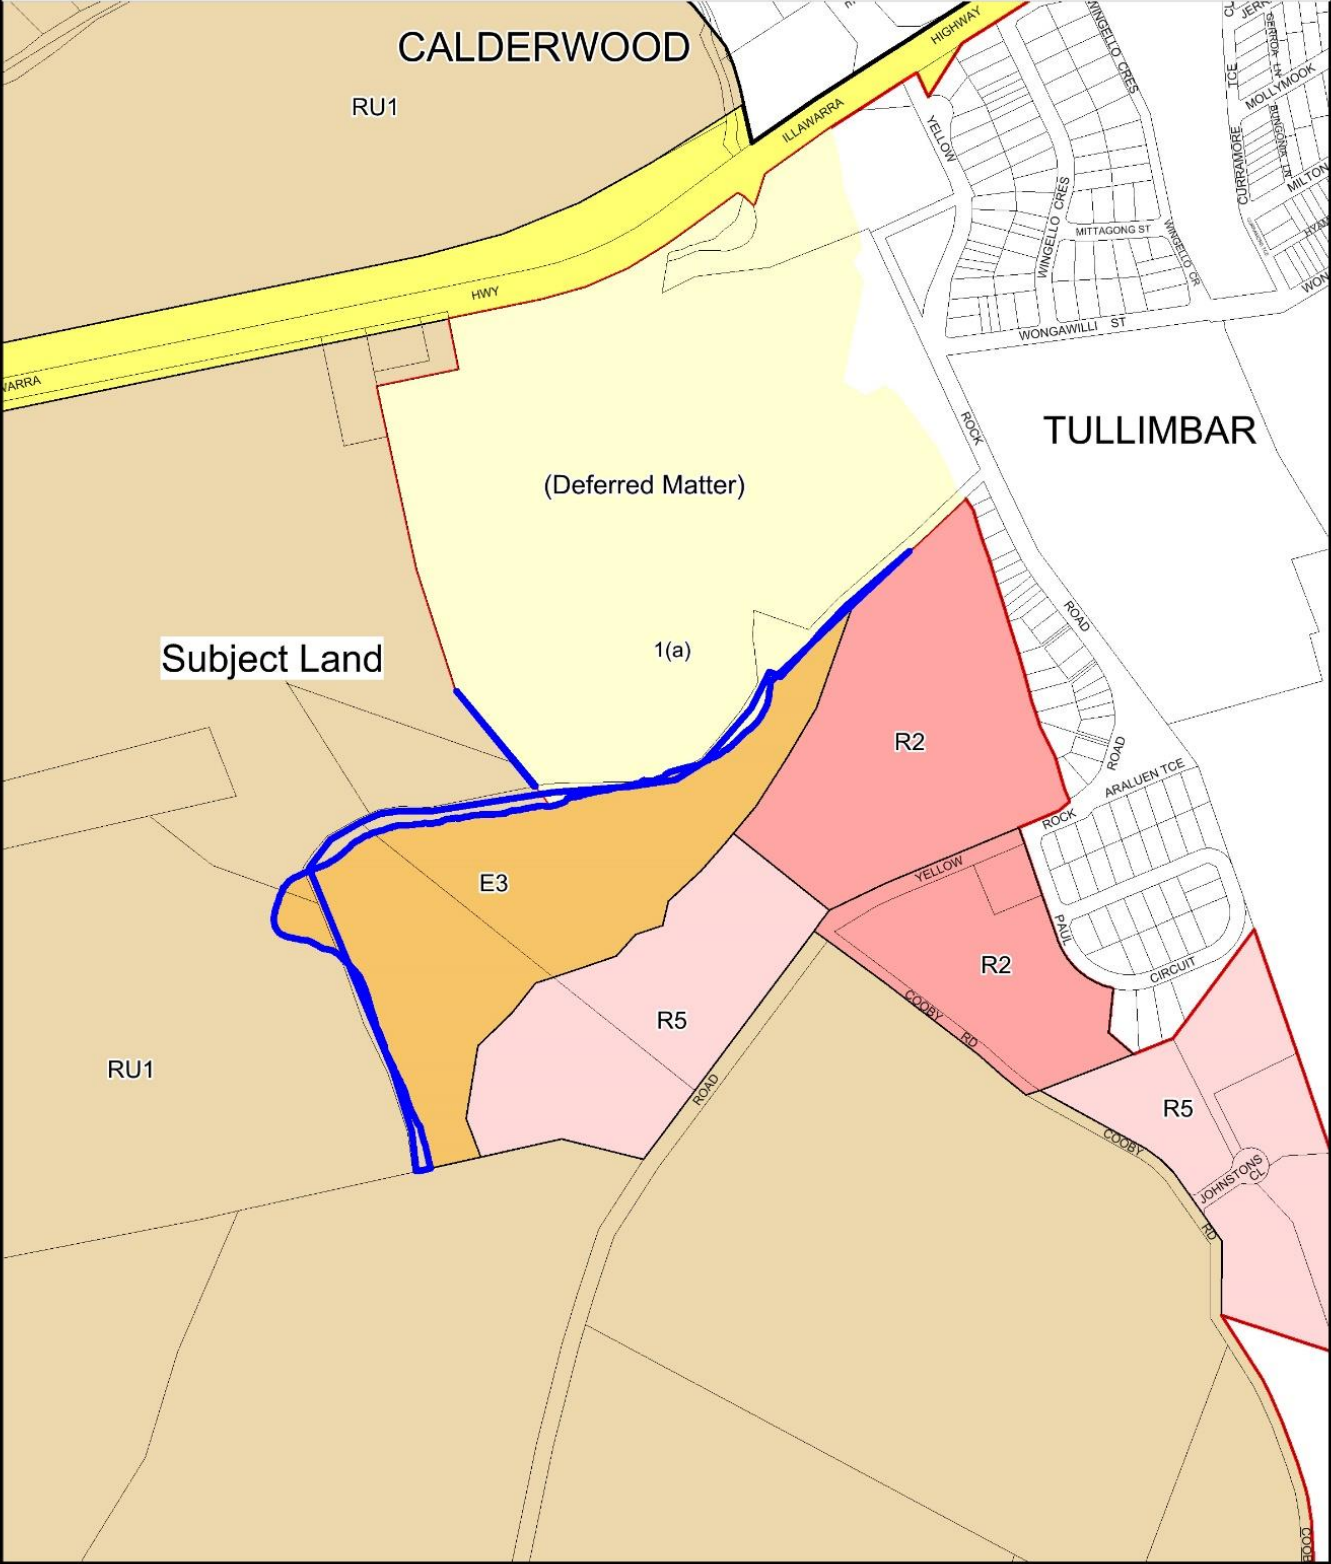 HIGHWAY
WINGELLO CRES
TCE
MOLLYMOOK
CALDERWOOD
RU1
ILLAWARRA
YELLOW
CURRAMORE
BUNGONIA LN
MILTON
WINGELLO CRES
MITTAGONG ST
WINGELLO CR
HWY
WONGAWILLI ST
WARRA
ROCK
TULLIMBAR
(Deferred Matter)
ROAD
Subject Land
1(a)
R2
ROAD
ARALUEN TCE
ROCK
YELLOW
E3
PAUL
R2
CIRCUIT
COOBY RD
R5
RU1
ROAD
R5
COOBY
JOHNSTONS
CL
RD